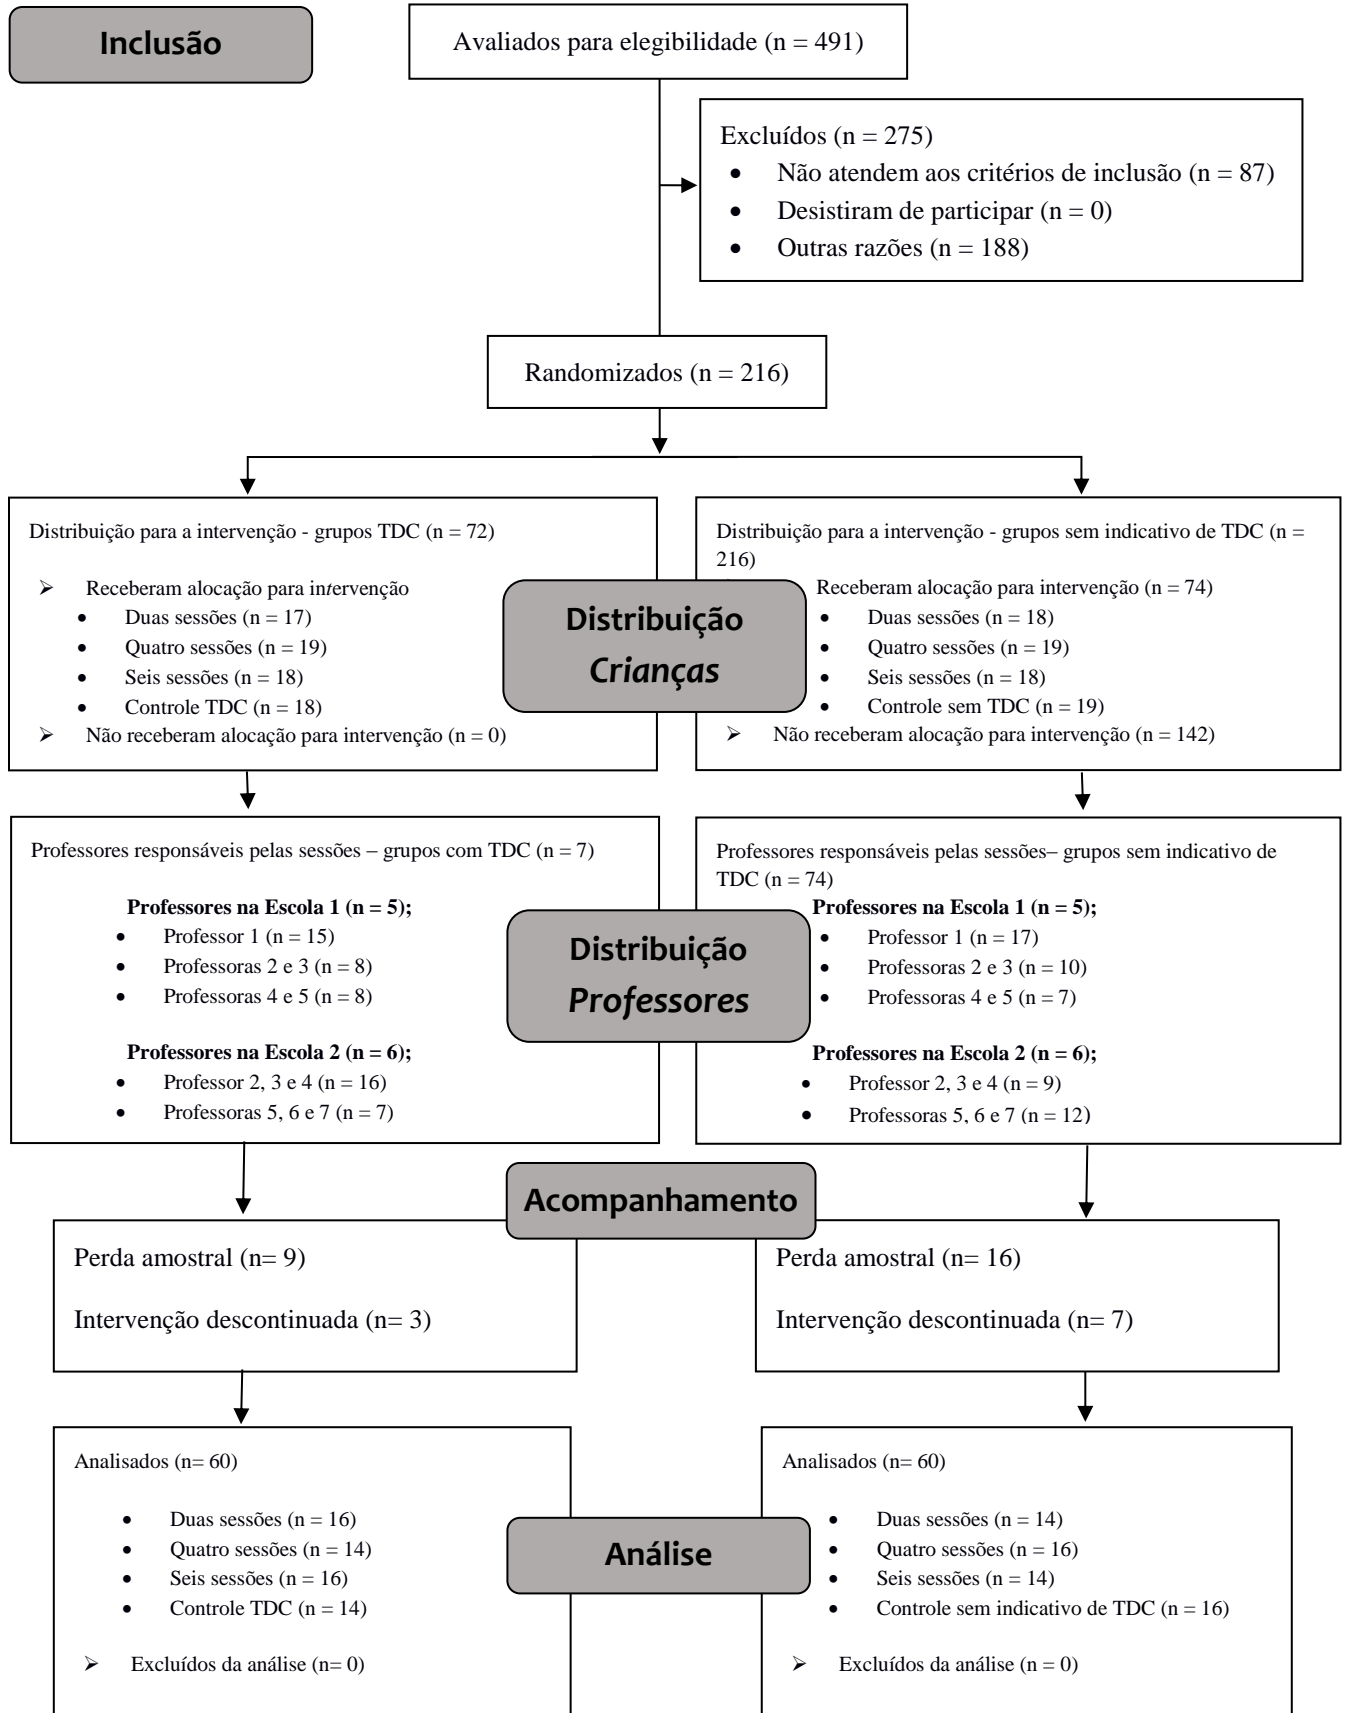 Inclusão
Avaliados para elegibilidade (n = 491)
Excluídos (n = 275)
• Não atendem aos critérios de inclusão (n = 87)
• Desistiram de participar (n = 0)
• Outras razões (n = 188)
Randomizados (n = 216)
Distribuição para a intervenção - grupos TDC (n = 72)
➢ Receberam alocação para intervenção
• Duas sessões (n = 17)
• Quatro sessões (n = 19)
• Seis sessões (n = 18)
• Controle TDC (n = 18)
➢ Não receberam alocação para intervenção (n = 0)
Distribuição
Crianças
Distribuição para a intervenção - grupos sem indicativo de TDC (n =
216)
Receberam alocação para intervenção (n = 74)
• Duas sessões (n = 18)
• Quatro sessões (n = 19)
• Seis sessões (n = 18)
• Controle sem TDC (n = 19)
➢ Não receberam alocação para intervenção (n = 142)
Professores responsáveis pelas sessões – grupos com TDC (n = 7)
Professores na Escola 1 (n = 5);
• Professor 1 (n = 15)
• Professoras 2 e 3 (n = 8)
• Professoras 4 e 5 (n = 8)
Professores na Escola 2 (n = 6);
• Professor 2, 3 e 4 (n = 16)
• Professoras 5, 6 e 7 (n = 7)
Distribuição
Professores
Professores responsáveis pelas sessões– grupos sem indicativo de
TDC (n = 74)
Professores na Escola 1 (n = 5);
• Professor 1 (n = 17)
• Professoras 2 e 3 (n = 10)
• Professoras 4 e 5 (n = 7)
Professores na Escola 2 (n = 6);
• Professor 2, 3 e 4 (n = 9)
• Professoras 5, 6 e 7 (n = 12)
Acompanhamento
Perda amostral (n= 9)
Intervenção descontinuada (n= 3)
Perda amostral (n= 16)
Intervenção descontinuada (n= 7)
Analisados (n= 60)
• Duas sessões (n = 16)
• Quatro sessões (n = 14)
• Seis sessões (n = 16)
• Controle TDC (n = 14)
➢ Excluídos da análise (n= 0)
Análise
Analisados (n= 60)
• Duas sessões (n = 14)
• Quatro sessões (n = 16)
• Seis sessões (n = 14)
• Controle sem indicativo de TDC (n = 16)
➢ Excluídos da análise (n = 0)